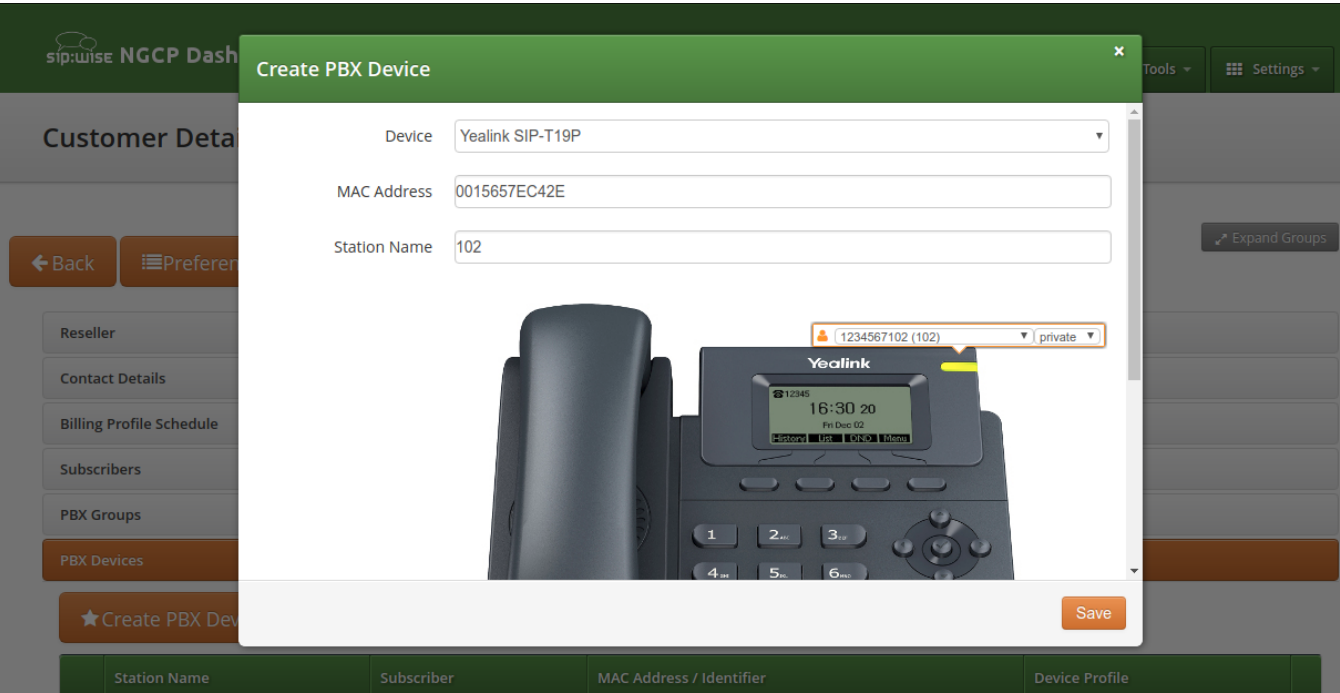 sip:wise NGCP Dash
Create PBX Device
×
Tools
Settings
Customer Detai
Device
Yealink SIP-T19P
MAC Address
0015657EC42E
Station Name
102
Back
Preferen
Expand Groups
1234567102 (102)
private
Yealink
12345
16:30 20
Fri Dec 02
History List DND Menu
1 2 ABC 3
4 5 6
Reseller
Contact Details
Billing Profile Schedule
Subscribers
PBX Groups
PBX Devices
Create PBX Dev
Save
Station Name
Subscriber
MAC Address / Identifier
Device Profile